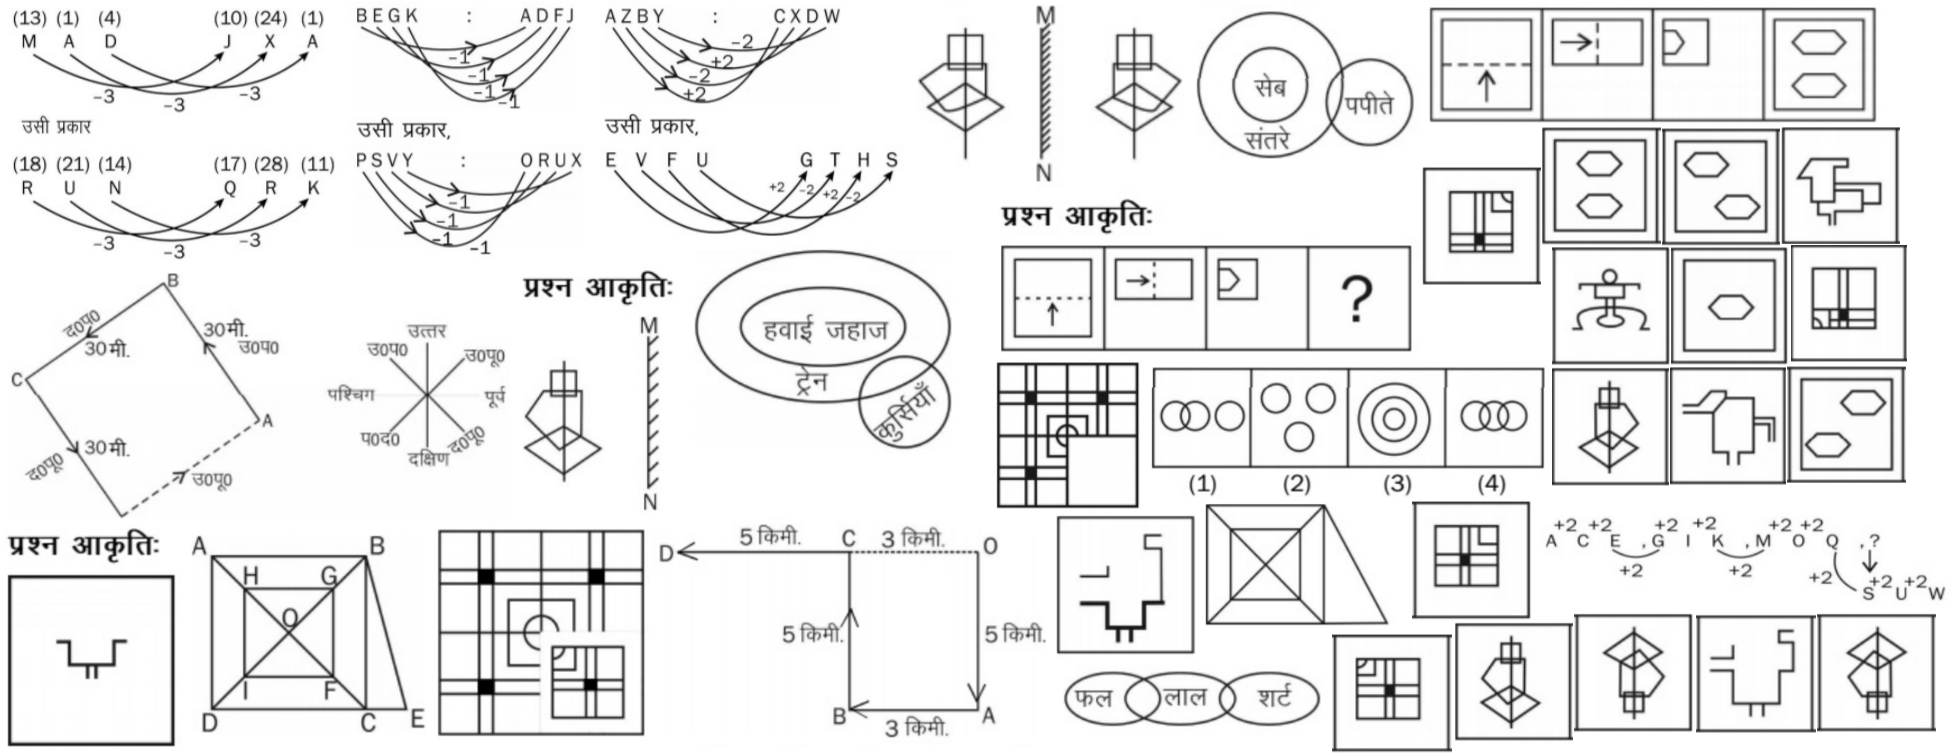 (13) (1) (4) (10) (24) (1)
M A D J X A
–3 –3 –3
उसी प्रकार
(18) (21) (14) (17) (28) (11)
R U N Q R K
–3 –3 –3
B E G K : A D F J
–1
–1
–1
–1
उसी प्रकार,
P S V Y : O R U X
–1
–1
–1
–1
A Z B Y : C X D W
–2
+2
–2
+2
उसी प्रकार,
E V F U G T H S
+2 –2 +2 –2
M
N
सेब
संतरे
पपीते
प्रश्न आकृतिः
?
B
द०प०
30 मी.
30 मी.
उ०प०
C
A
30 मी.
द०पू०
उ०पू०
उत्तर
उ०प० उ०पू०
पश्चिग पूर्व
प०द० द०पू०
दक्षिण
प्रश्न आकृतिः
M
N
हवाई जहाज
ट्रेन
कुर्सियाँ
(1) (2) (3) (4)
प्रश्न आकृतिः
A B
H G
O
I F
D C E
5 किमी. C 3 किमी. O
D
5 किमी. 5 किमी.
B A
3 किमी.
+2 +2 +2 +2 +2 +2
A C E , G I K , M O Q , ?
+2 +2 +2 +2 +2
S U W
फल लाल शर्ट